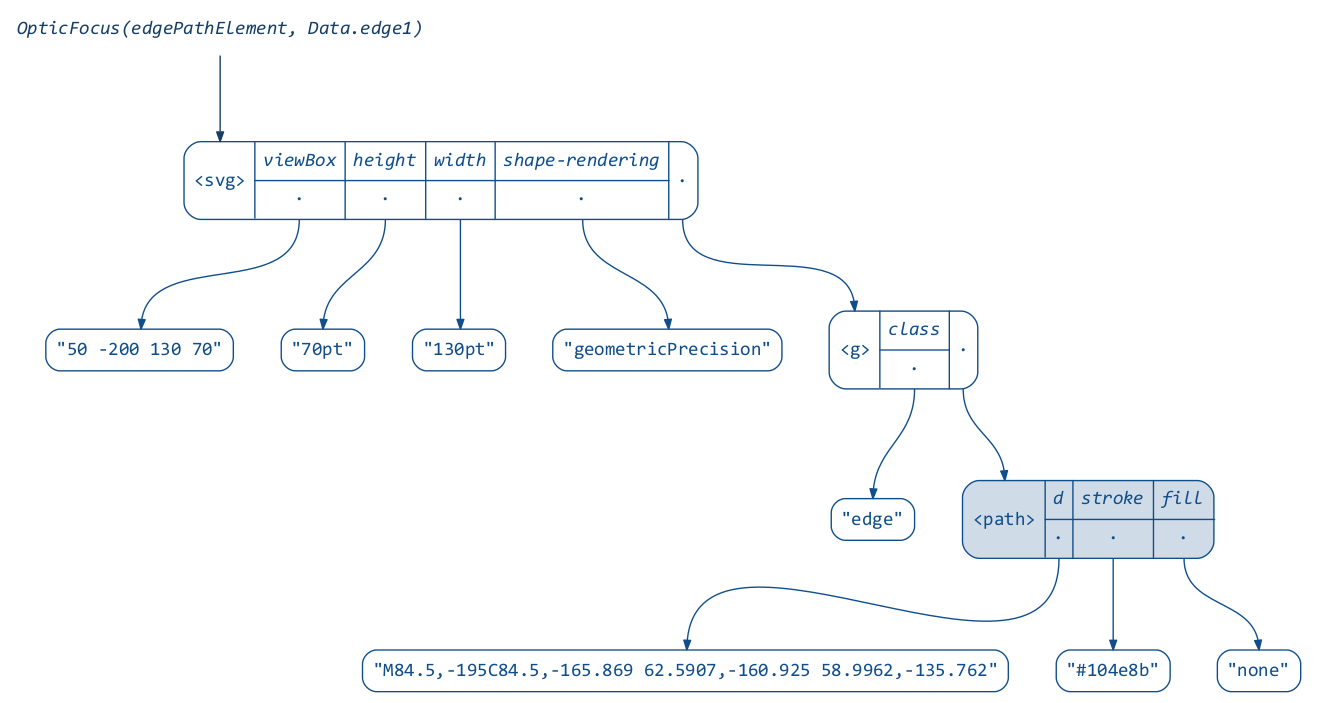 OpticFocus(edgePathElement, Data.edge1)
<svg> viewBox height width shape-rendering
"50 -200 130 70" "70pt" "130pt" "geometricPrecision"
<g> class
"edge"
<path> d stroke fill
"M84.5,-195C84.5,-165.869 62.5907,-160.925 58.9962,-135.762" "#104e8b" "none"